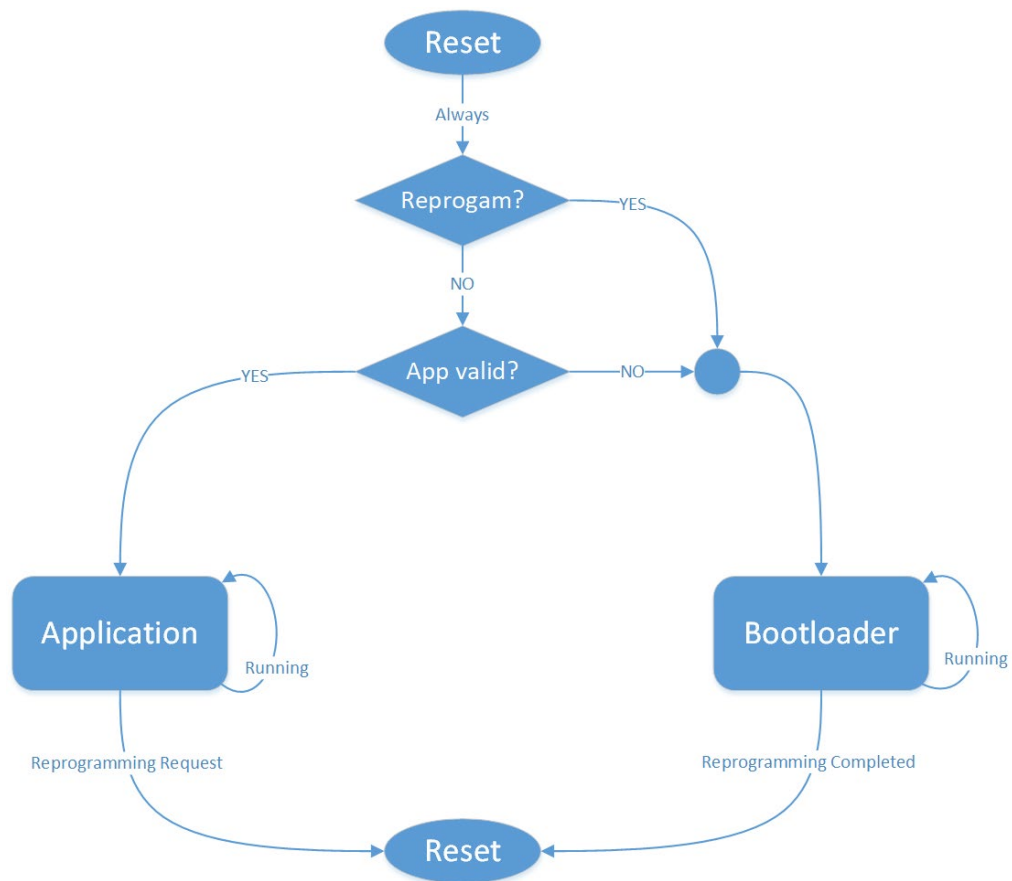 Reset
Always
Reprogam?
YES
NO
App valid?
YES
NO
Application
Running
Bootloader
Running
Reprogramming Request
Reprogramming Completed
Reset